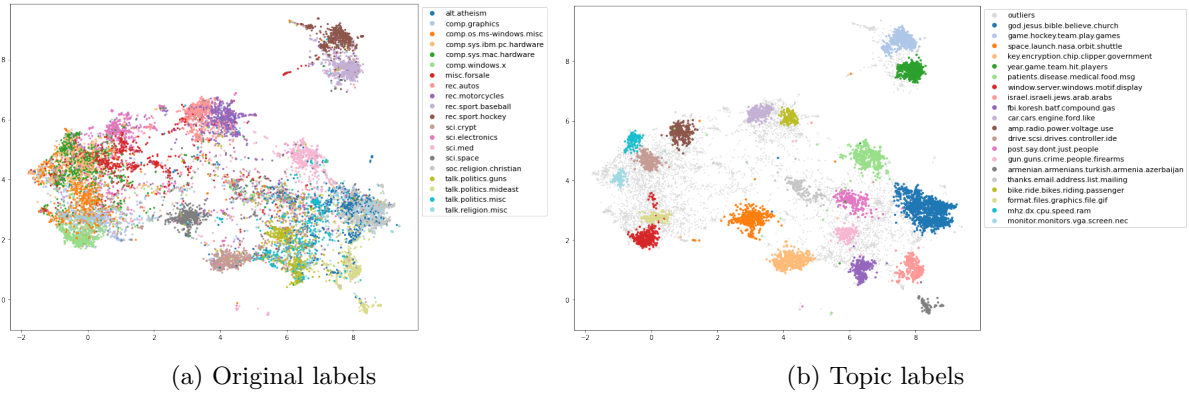 alt.atheism
comp.graphics
comp.os.ms-windows.misc
comp.sys.ibm.pc.hardware
comp.sys.mac.hardware
comp.windows.x
misc.forsale
rec.autos
rec.motorcycles
rec.sport.baseball
rec.sport.hockey
sci.crypt
sci.electronics
sci.med
sci.space
soc.religion.christian
talk.politics.guns
talk.politics.mideast
talk.politics.misc
talk.religion.misc
8
6
4
2
0
−2 0 2 4 6 8
(a) Original labels
outliers
god.jesus.bible.believe.church
game.hockey.team.play.games
space.launch.nasa.orbit.shuttle
key.encryption.chip.clipper.government
year.game.team.hit.players
patients.disease.medical.food.msg
window.server.windows.motif.display
israel.israeli.jews.arab.arabs
fbi.koresh.batf.compound.gas
car.cars.engine.ford.like
amp.radio.power.voltage.use
drive.scsi.drives.controller.ide
post.say.dont.just.people
gun.guns.crime.people.firearms
armenian.armenians.turkish.armenia.azerbaijan
thanks.email.address.list.mailing
bike.ride.bikes.riding.passenger
format.files.graphics.file.gif
mhz.dx.cpu.speed.ram
monitor.monitors.vga.screen.nec
8
6
4
2
0
−2 0 2 4 6 8
(b) Topic labels